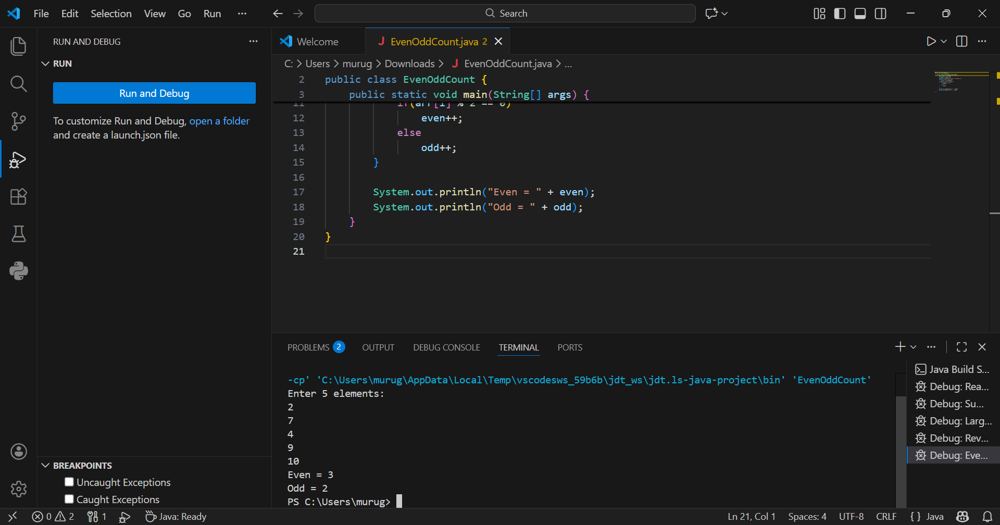 File Edit Selection View Go Run ··· Search
RUN AND DEBUG ···
RUN
Run and Debug
To customize Run and Debug, open a folder
and create a launch.json file.
Welcome
J EvenOddCount.java 2
C: > Users > murug > Downloads > J EvenOddCount.java > ...
2 public class EvenOddCount {
3 public static void main(String[] args) {
11 if(arr[i] % 2 == 0)
12 even++;
13 else
14 odd++;
15 }
16
17 System.out.println("Even = " + even);
18 System.out.println("Odd = " + odd);
19 }
20 }
21
PROBLEMS 2 OUTPUT DEBUG CONSOLE TERMINAL PORTS
-cp' 'C:\Users\murug\AppData\Local\Temp\vscodesws_59b6b\jdt_ws\jdt.ls-java-project\bin' 'EvenOddCount'
Enter 5 elements:
2
7
4
9
10
Even = 3
Odd = 2
PS C:\Users\murug>
Java Build S...
Debug: Rea...
Debug: Su...
Debug: Larg...
Debug: Rev...
Debug: Eve...
BREAKPOINTS
Uncaught Exceptions
Caught Exceptions
0 2 1 Java: Ready
Ln 21, Col 1 Spaces: 4 UTF-8 CRLF {} Java